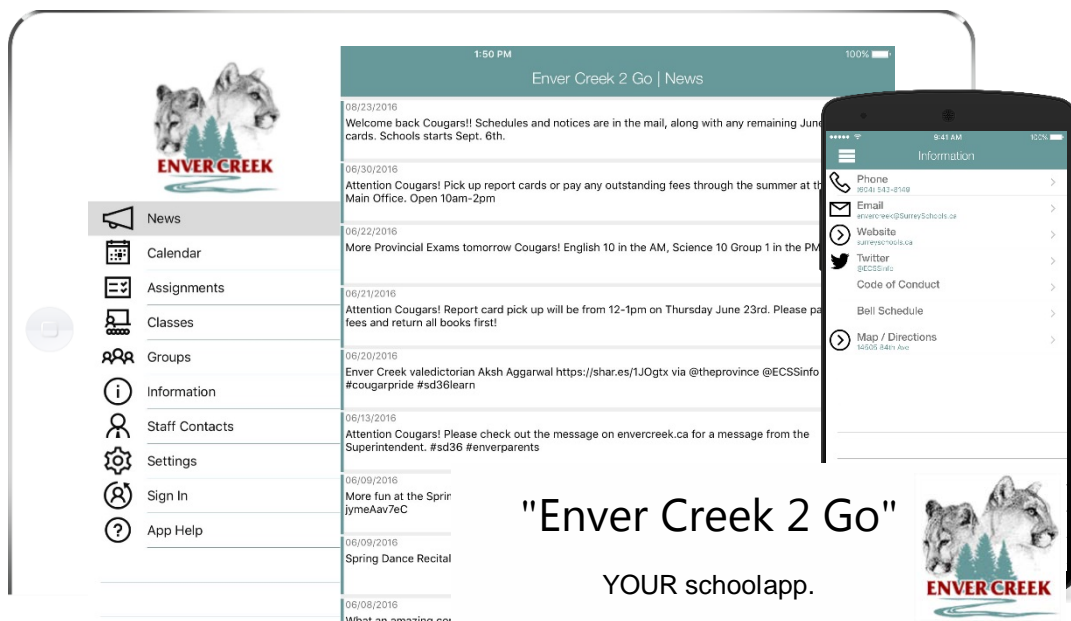 1:50 PM
100%
Enver Creek 2 Go | News
ENVER CREEK
News
Calendar
Assignments
Classes
Groups
Information
Staff Contacts
Settings
Sign In
App Help
08/23/2016
Welcome back Cougars!! Schedules and notices are in the mail, along with any remaining June
cards. Schools starts Sept. 6th.
06/30/2016
Attention Cougars! Pick up report cards or pay any outstanding fees through the summer at th
Main Office. Open 10am-2pm
06/22/2016
More Provincial Exams tomorrow Cougars! English 10 in the AM, Science 10 Group 1 in the PM
06/21/2016
Attention Cougars! Report card pick up will be from 12-1pm on Thursday June 23rd. Please pa
fees and return all books first!
06/20/2016
Enver Creek valedictorian Aksh Aggarwal https://shar.es/1JOgtx via @theprovince @ECSSinfo
#cougarpride #sd36learn
06/13/2016
Attention Cougars! Please check out the message on envercreek.ca for a message from the
Superintendent. #sd36 #enverparents
06/09/2016
More fun at the Sprin
jymeAav7eC
06/09/2016
Spring Dance Recital
06/08/2016
What an amazing
9:41 AM
100%
Information
Phone
(604) 543-8149
Email
envercreek@SurreySchools.ca
Website
surreyschools.ca
Twitter
@ECSSinfo
Code of Conduct
Bell Schedule
Map / Directions
14505 84th Ave
"Enver Creek 2 Go"
YOUR schoolapp.
ENVER CREEK